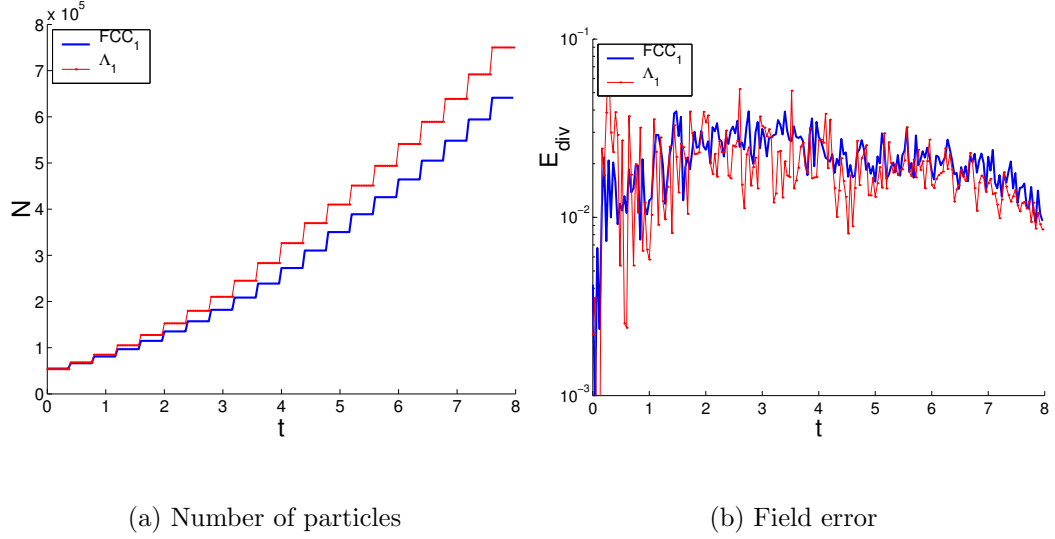 x 10^5
8
7
6
5
4
3
2
1
0
N
FCC_1
Λ_1
0 1 2 3 4 5 6 7 8
t
(a) Number of particles
10^-1
10^-2
10^-3
E_div
FCC_1
Λ_1
0 1 2 3 4 5 6 7 8
t
(b) Field error